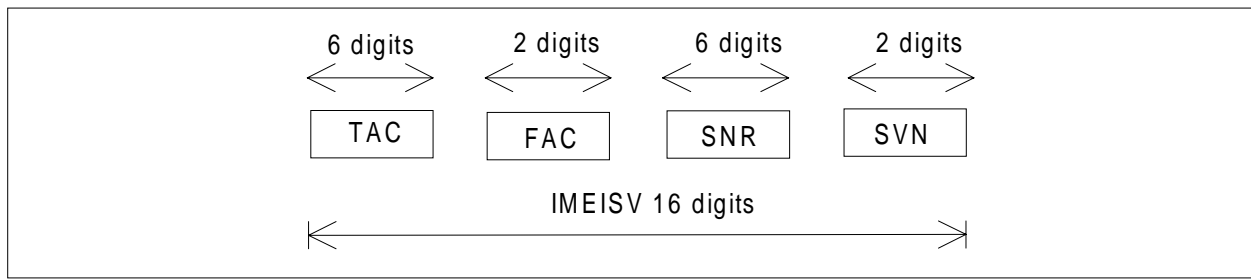 6 digits 2 digits 6 digits 2 digits
TAC FAC SNR SVN
IMEISV 16 digits